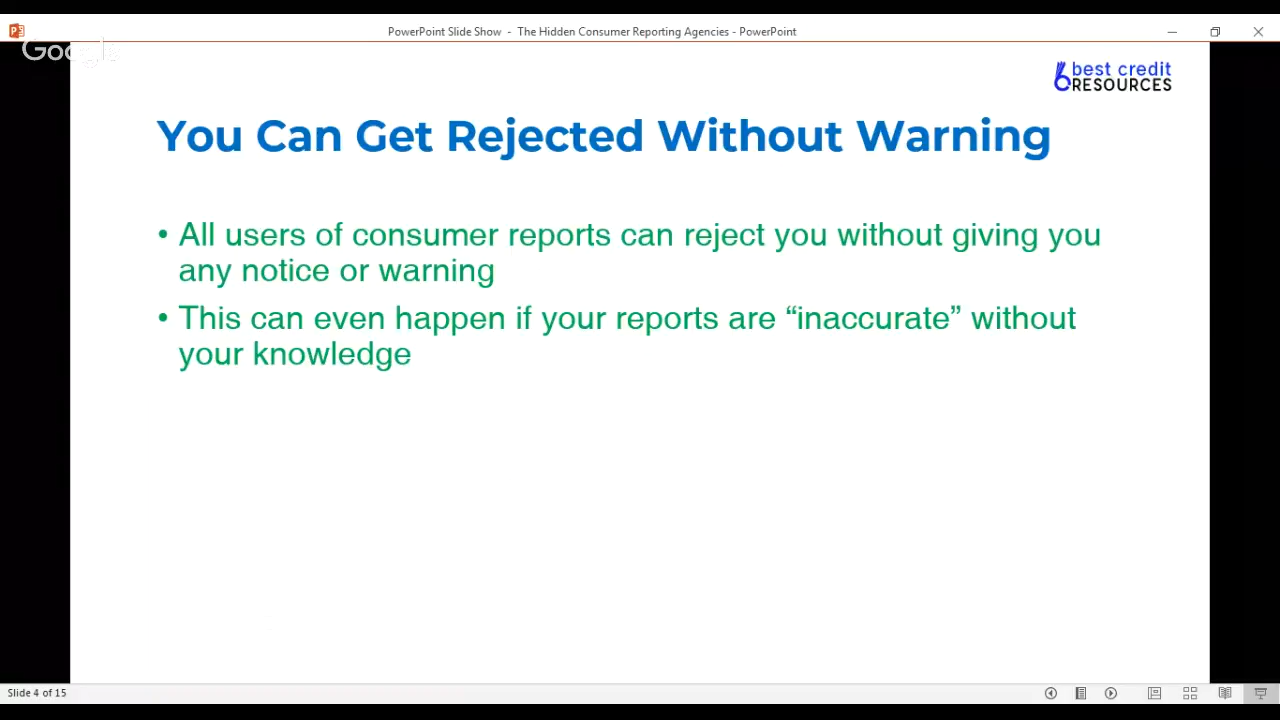 PowerPoint Slide Show - The Hidden Consumer Reporting Agencies - PowerPoint
Google
best credit
RESOURCES
You Can Get Rejected Without Warning
• All users of consumer reports can reject you without giving you
any notice or warning
• This can even happen if your reports are “inaccurate” without
your knowledge
Slide 4 of 15